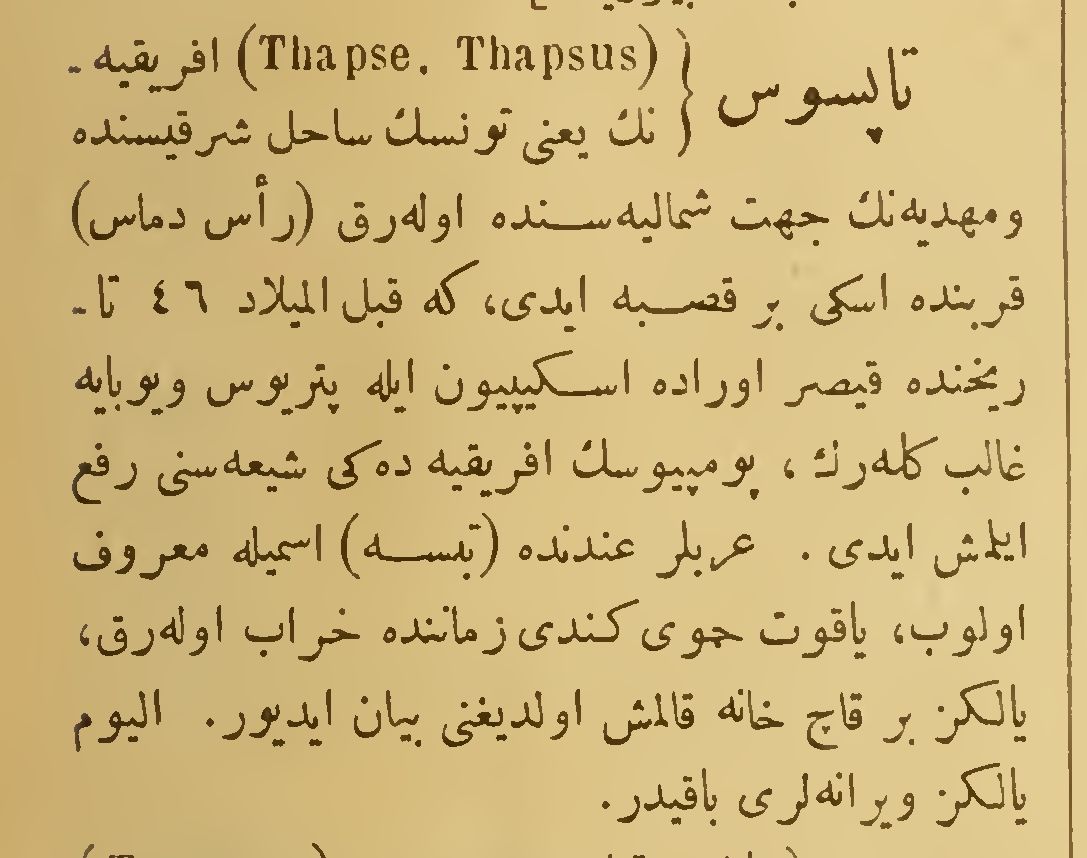 تاپسوس { (Thapse. Thapsus) افریقیه-
نك یعنی تونسك ساحل شرقیسنده
ومهدیه‌نك جهت شمالیه‌سنده اوله‌رق (رأس دماس)
قربنده اسکی بر قصبه ایدی، که قبل المیلاد ٤٦ تا-
ریخنده قیصر اوراده اسکیپیون ایله پتریوس ویوبایه
غالب کله‌رك، پومپیوسك افریقیه ده‌کی شیعه‌سنی رفع
ایلمش ایدی. عربلر عندنده (تبسه) اسمیله معروف
اولوب، یاقوت حموی کندی زماننده خراب اوله‌رق،
یالکز بر قاچ خانه قالمش اولدیغنی بیان ایدیور. الیوم
یالکز ویرانه‌لری باقیدر.